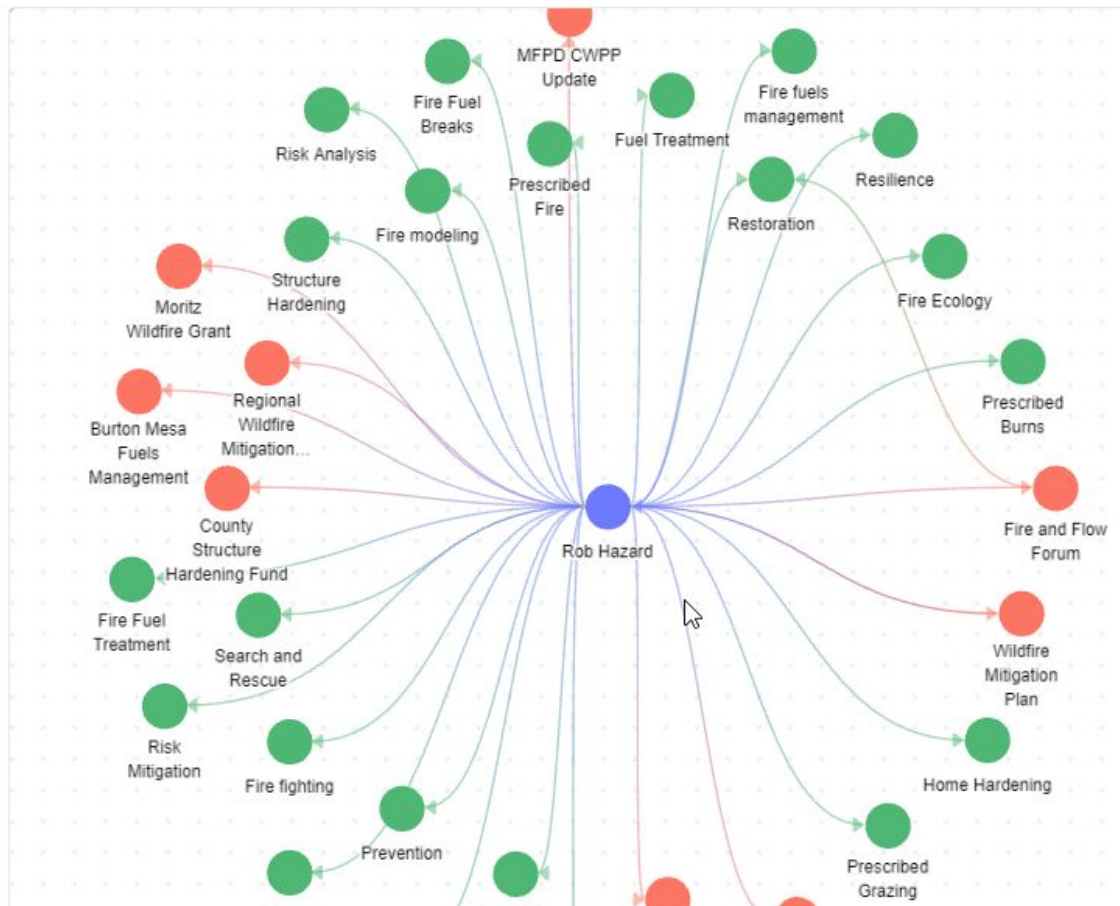 MFPD CWPP
Update
Fire Fuel
Breaks
Fire fuels
management
Risk Analysis
Fuel Treatment
Prescribed
Fire
Resilience
Fire modeling
Restoration
Structure
Hardening
Moritz
Wildfire Grant
Fire Ecology
Regional
Wildfire
Mitigation...
Prescribed
Burns
Burton Mesa
Fuels
Management
County
Structure
Hardening Fund
Rob Hazard
Fire and Flow
Forum
Fire Fuel
Treatment
Search and
Rescue
Wildfire
Mitigation
Plan
Risk
Mitigation
Fire fighting
Home Hardening
Prevention
Prescribed
Grazing